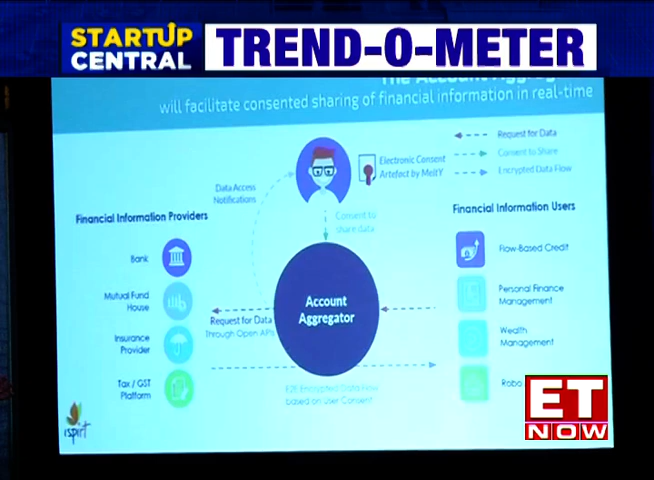 STARTUP
CENTRAL
TREND-O-METER
The Account
will facilitate consented sharing of financial information in real-time
Request for Data
Consent to Share
Encrypted Data Flow
Electronic Consent
Artefact by MeitY
Data Access
Notifications
Consent to
share data
Financial Information Providers
Financial Information Users
Bank
Mutual Fund
House
Insurance
Provider
Tax / GST
Platform
Account
Aggregator
Request for Data
Through Open APIs
E2E Encrypted Data Flow
based on User Consent
Flow-Based Credit
Personal Finance
Management
Wealth
Management
Robo
ispirt
ET
NOW